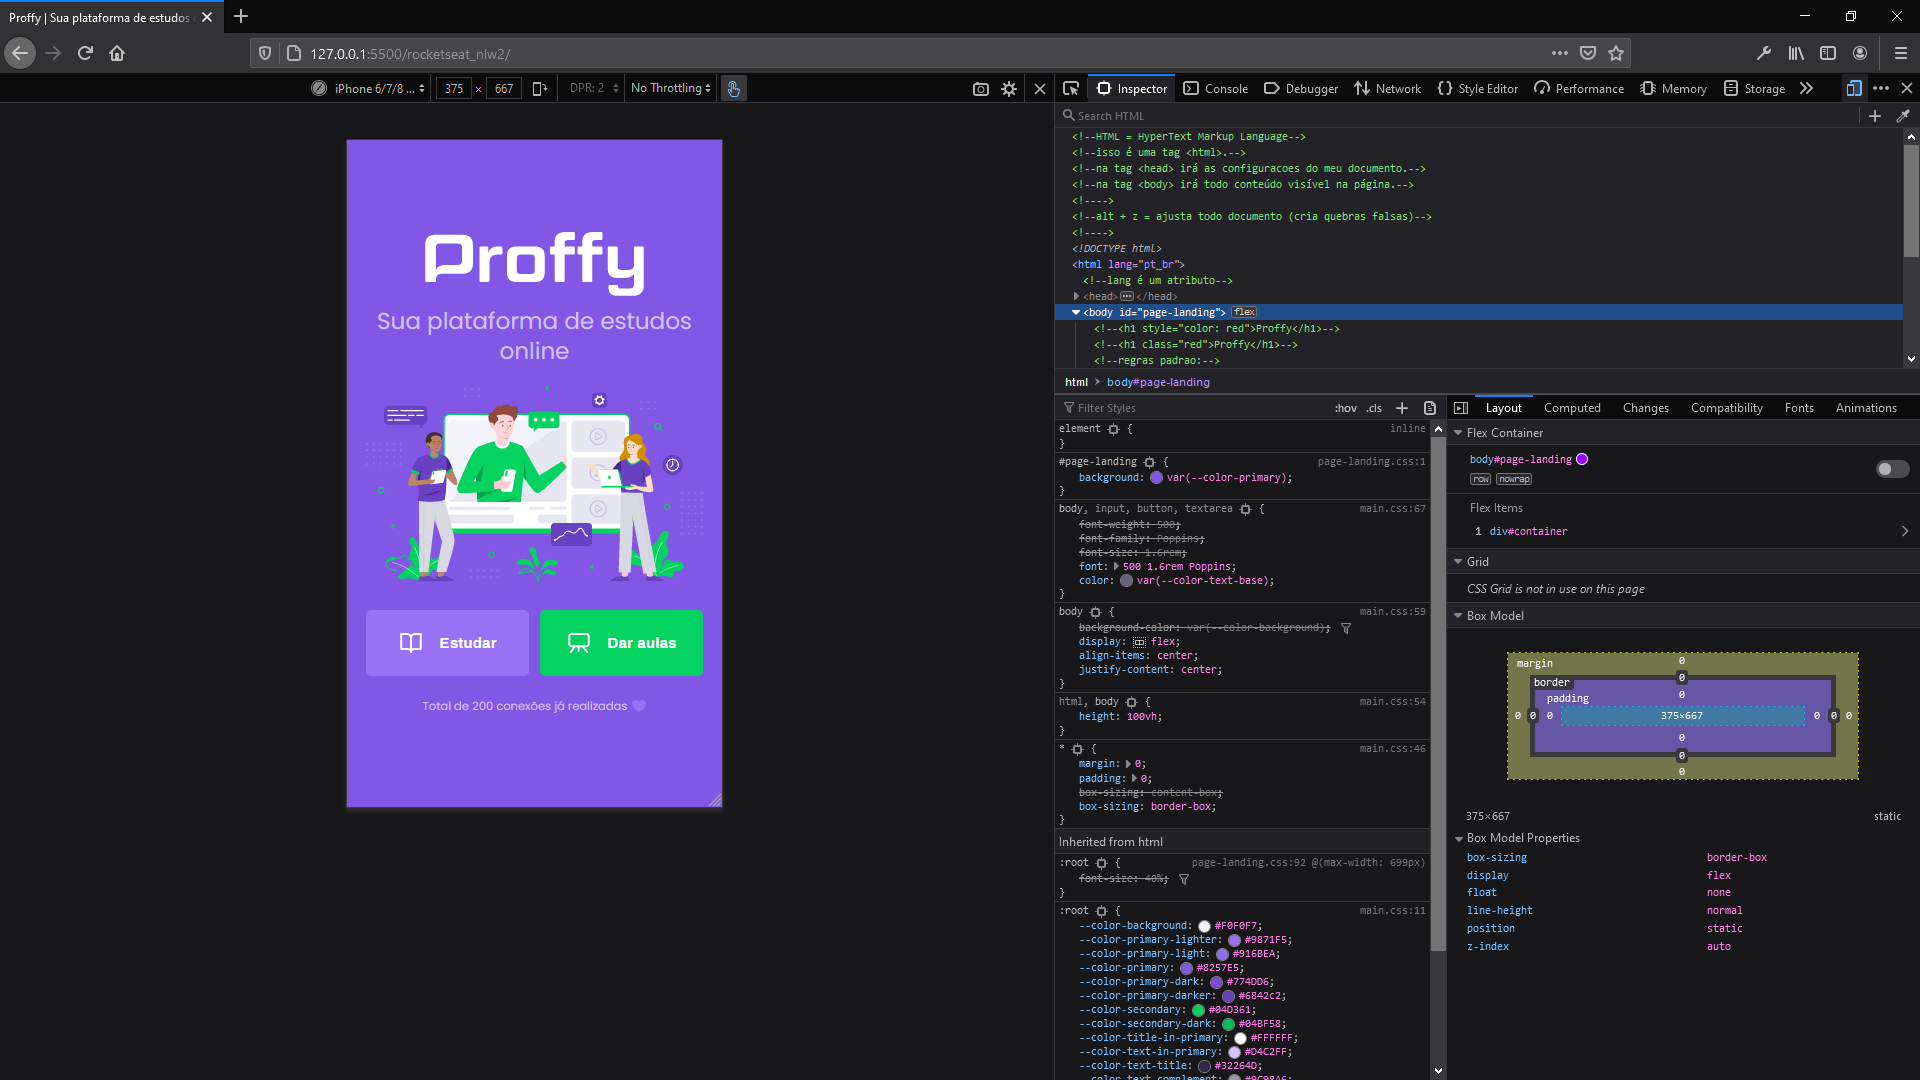 Proffy | Sua plataforma de estudos
127.0.0.1:5500/rocketseat_nlw2/
iPhone 6/7/8 ...
375 × 667
DPR: 2
No Throttling
Inspector
Console
Debugger
Network
Style Editor
Performance
Memory
Storage
Proffy
Sua plataforma de estudos
online
Estudar
Dar aulas
Total de 200 conexões já realizadas
Search HTML
<!--HTML = HyperText Markup Language-->
<!--isso é uma tag <html>.-->
<!--na tag <head> irá as configuracoes do meu documento.-->
<!--na tag <body> irá todo conteúdo visível na página.-->
<!---->
<!--alt + z = ajusta todo documento (cria quebras falsas)-->
<!---->
<!DOCTYPE html>
<html lang="pt_br">
<!--lang é um atributo-->
<head>
</head>
<body id="page-landing"> flex
<!--<h1 style="color: red">Proffy</h1>-->
<!--<h1 class="red">Proffy</h1>-->
<!--regras padrao:-->
html > body#page-landing
Filter Styles
:hov .cls
element { inline
}
#page-landing { page-landing.css:1
background: var(--color-primary);
}
body, input, button, textarea { main.css:67
font-weight: 500;
font-family: Poppins;
font-size: 1.6rem;
font: 500 1.6rem Poppins;
color: var(--color-text-base);
}
body { main.css:59
background-color: var(--color-background);
display: flex;
align-items: center;
justify-content: center;
}
html, body { main.css:54
height: 100vh;
}
* { main.css:46
margin: 0;
padding: 0;
box-sizing: content-box;
box-sizing: border-box;
}
Inherited from html
:root { page-landing.css:92 @(max-width: 699px)
font-size: 40%;
}
:root { main.css:11
--color-background: #F0F0F7;
--color-primary-lighter: #9871F5;
--color-primary-light: #916BEA;
--color-primary: #8257E5;
--color-primary-dark: #774DD6;
--color-primary-darker: #6842c2;
--color-secondary: #04D361;
--color-secondary-dark: #04BF58;
--color-title-in-primary: #FFFFFF;
--color-text-in-primary: #D4C2FF;
--color-text-title: #32264D;
--color-text-complement: #9C98A6;
Layout
Computed
Changes
Compatibility
Fonts
Animations
Flex Container
body#page-landing
row nowrap
Flex Items
1 div#container
Grid
CSS Grid is not in use on this page
Box Model
margin
0
border
0
padding
0
0 0 0 375×667 0 0 0
0
0
0
375×667 static
Box Model Properties
box-sizing border-box
display flex
float none
line-height normal
position static
z-index auto